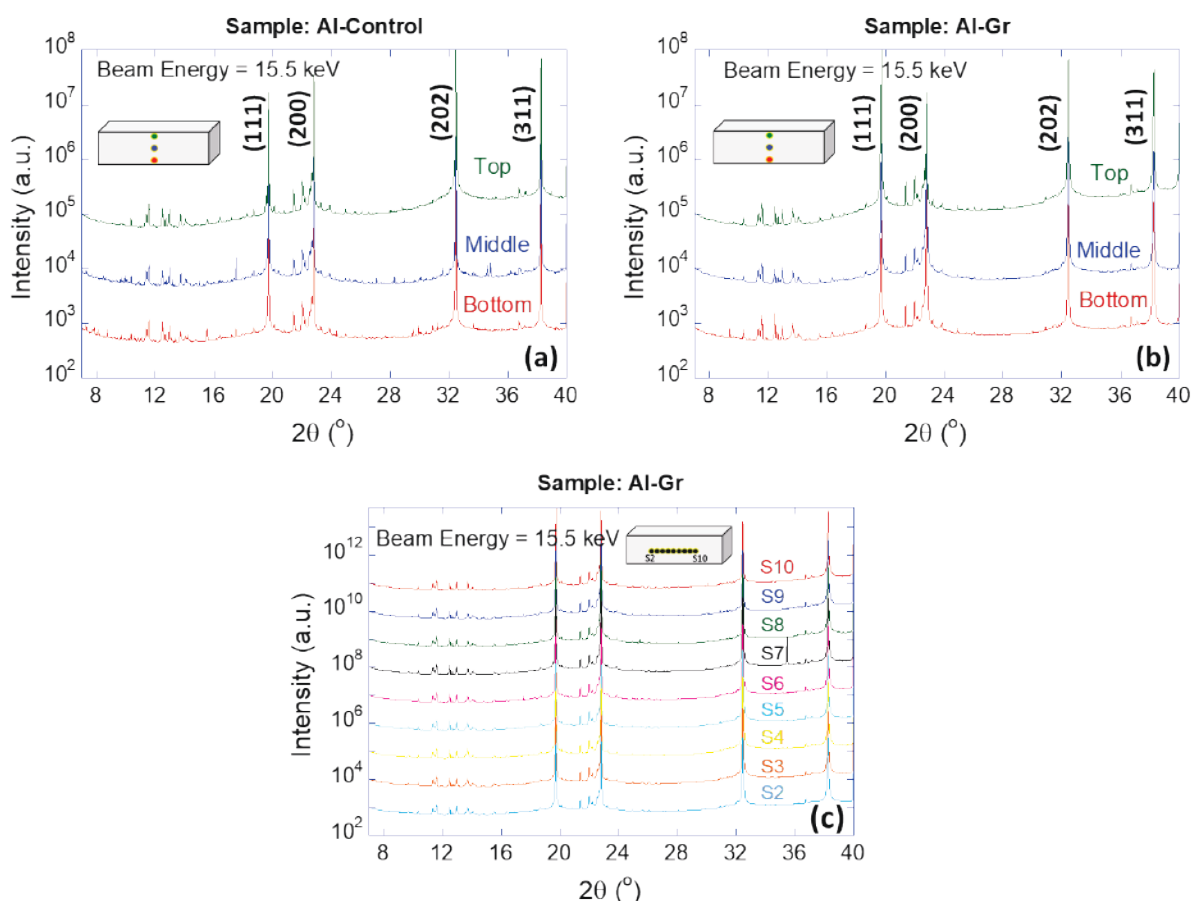 Sample: Al-Control
Beam Energy = 15.5 keV
(111)
(200)
(202)
(311)
Top
Middle
Bottom
(a)
Intensity (a.u.)
10^8
10^7
10^6
10^5
10^4
10^3
10^2
8 12 16 20 24 28 32 36 40
2θ (°)
Sample: Al-Gr
Beam Energy = 15.5 keV
(111)
(200)
(202)
(311)
Top
Middle
Bottom
(b)
Intensity (a.u.)
10^8
10^7
10^6
10^5
10^4
10^3
10^2
8 12 16 20 24 28 32 36 40
2θ (°)
Sample: Al-Gr
Beam Energy = 15.5 keV
S2 S10
S10
S9
S8
S7
S6
S5
S4
S3
S2
(c)
Intensity (a.u.)
10^12
10^10
10^8
10^6
10^4
10^2
8 12 16 20 24 28 32 36 40
2θ (°)